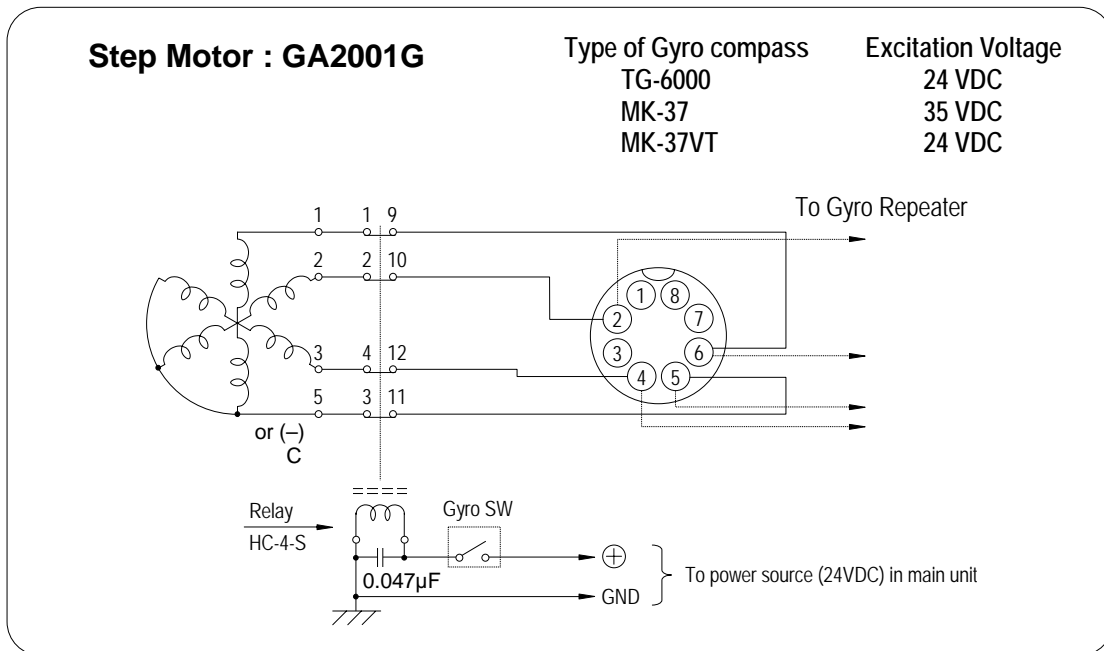 Step Motor : GA2001G
Type of Gyro compass Excitation Voltage
TG-6000 24 VDC
MK-37 35 VDC
MK-37VT 24 VDC
To Gyro Repeater
1 1 9
2 2 10
3 4 12
5 3 11
or (–)
C
1 8
2 7
3 6
4 5
Relay
HC-4-S
Gyro SW
0.047µF
+
GND
To power source (24VDC) in main unit